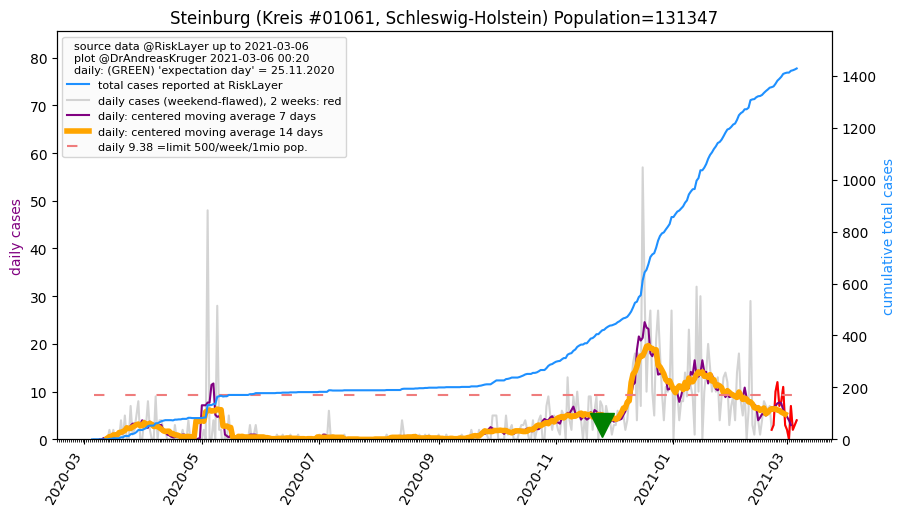 Steinburg (Kreis #01061, Schleswig-Holstein) Population=131347
source data @RiskLayer up to 2021-03-06
plot @DrAndreasKruger 2021-03-06 00:20
daily: (GREEN) 'expectation day' = 25.11.2020
total cases reported at RiskLayer
daily cases (weekend-flawed), 2 weeks: red
daily: centered moving average 7 days
daily: centered moving average 14 days
daily 9.38 =limit 500/week/1mio pop.
daily cases
80
70
60
50
40
30
20
10
0
cumulative total cases
1400
1200
1000
800
600
400
200
0
2020-03
2020-05
2020-07
2020-09
2020-11
2021-01
2021-03